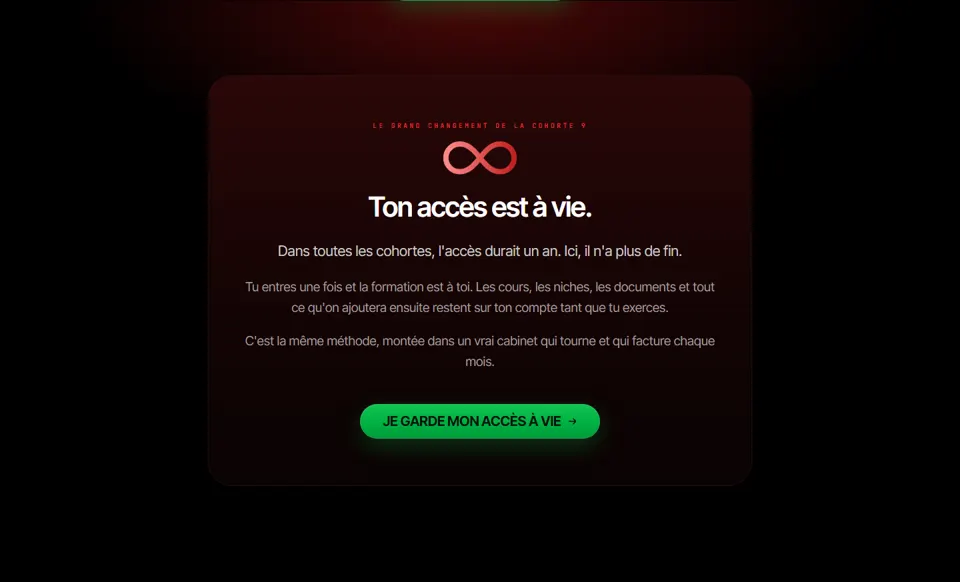 LE GRAND CHANGEMENT DE LA COHORTE 9
Ton accès est à vie.
Dans toutes les cohortes, l'accès durait un an. Ici, il n'a plus de fin.
Tu entres une fois et la formation est à toi. Les cours, les niches, les documents et tout
ce qu'on ajoutera ensuite restent sur ton compte tant que tu exerces.
C'est la même méthode, montée dans un vrai cabinet qui tourne et qui facture chaque
mois.
JE GARDE MON ACCÈS À VIE →